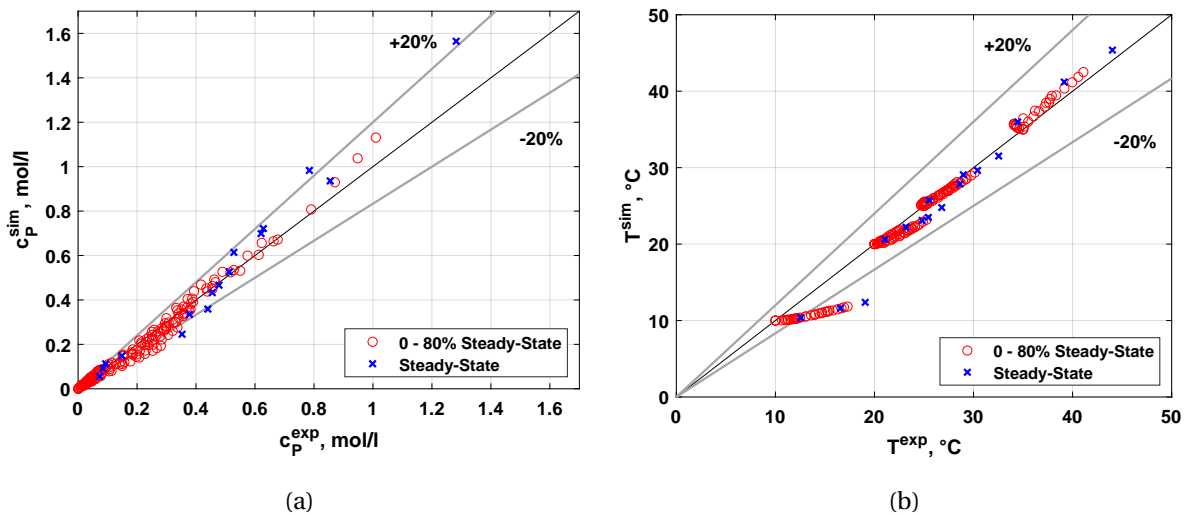 +20%
-20%
1.6
1.4
1.2
1
0.8
0.6
0.4
0.2
0
0 0.2 0.4 0.6 0.8 1 1.2 1.4 1.6
c_P^sim, mol/l
c_P^exp, mol/l
0 - 80% Steady-State
Steady-State
(a)
+20%
-20%
50
40
30
20
10
0
0 10 20 30 40 50
T^sim, °C
T^exp, °C
0 - 80% Steady-State
Steady-State
(b)